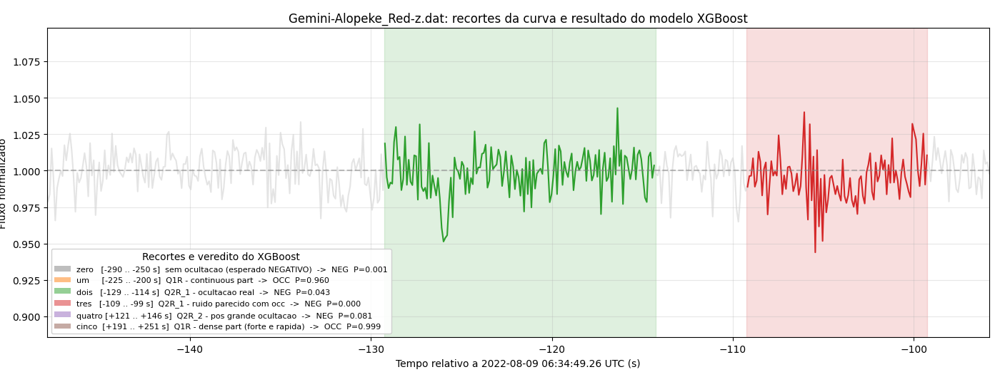 Gemini-Alopeke_Red-z.dat: recortes da curva e resultado do modelo XGBoost
Fluxo normalizado
1.075
1.050
1.025
1.000
0.975
0.950
0.925
0.900
Recortes e veredito do XGBoost
zero [-290 .. -250 s] sem ocultacao (esperado NEGATIVO) -> NEG P=0.001
um [-225 .. -200 s] Q1R - continuous part -> OCC P=0.960
dois [-129 .. -114 s] Q2R_1 - ocultacao real -> NEG P=0.043
tres [-109 .. -99 s] Q2R_1 - ruido parecido com occ -> NEG P=0.000
quatro [+121 .. +146 s] Q2R_2 - pos grande ocultacao -> NEG P=0.081
cinco [+191 .. +251 s] Q1R - dense part (forte e rapida) -> OCC P=0.999
−140 −130 −120 −110 −100
Tempo relativo a 2022-08-09 06:34:49.26 UTC (s)